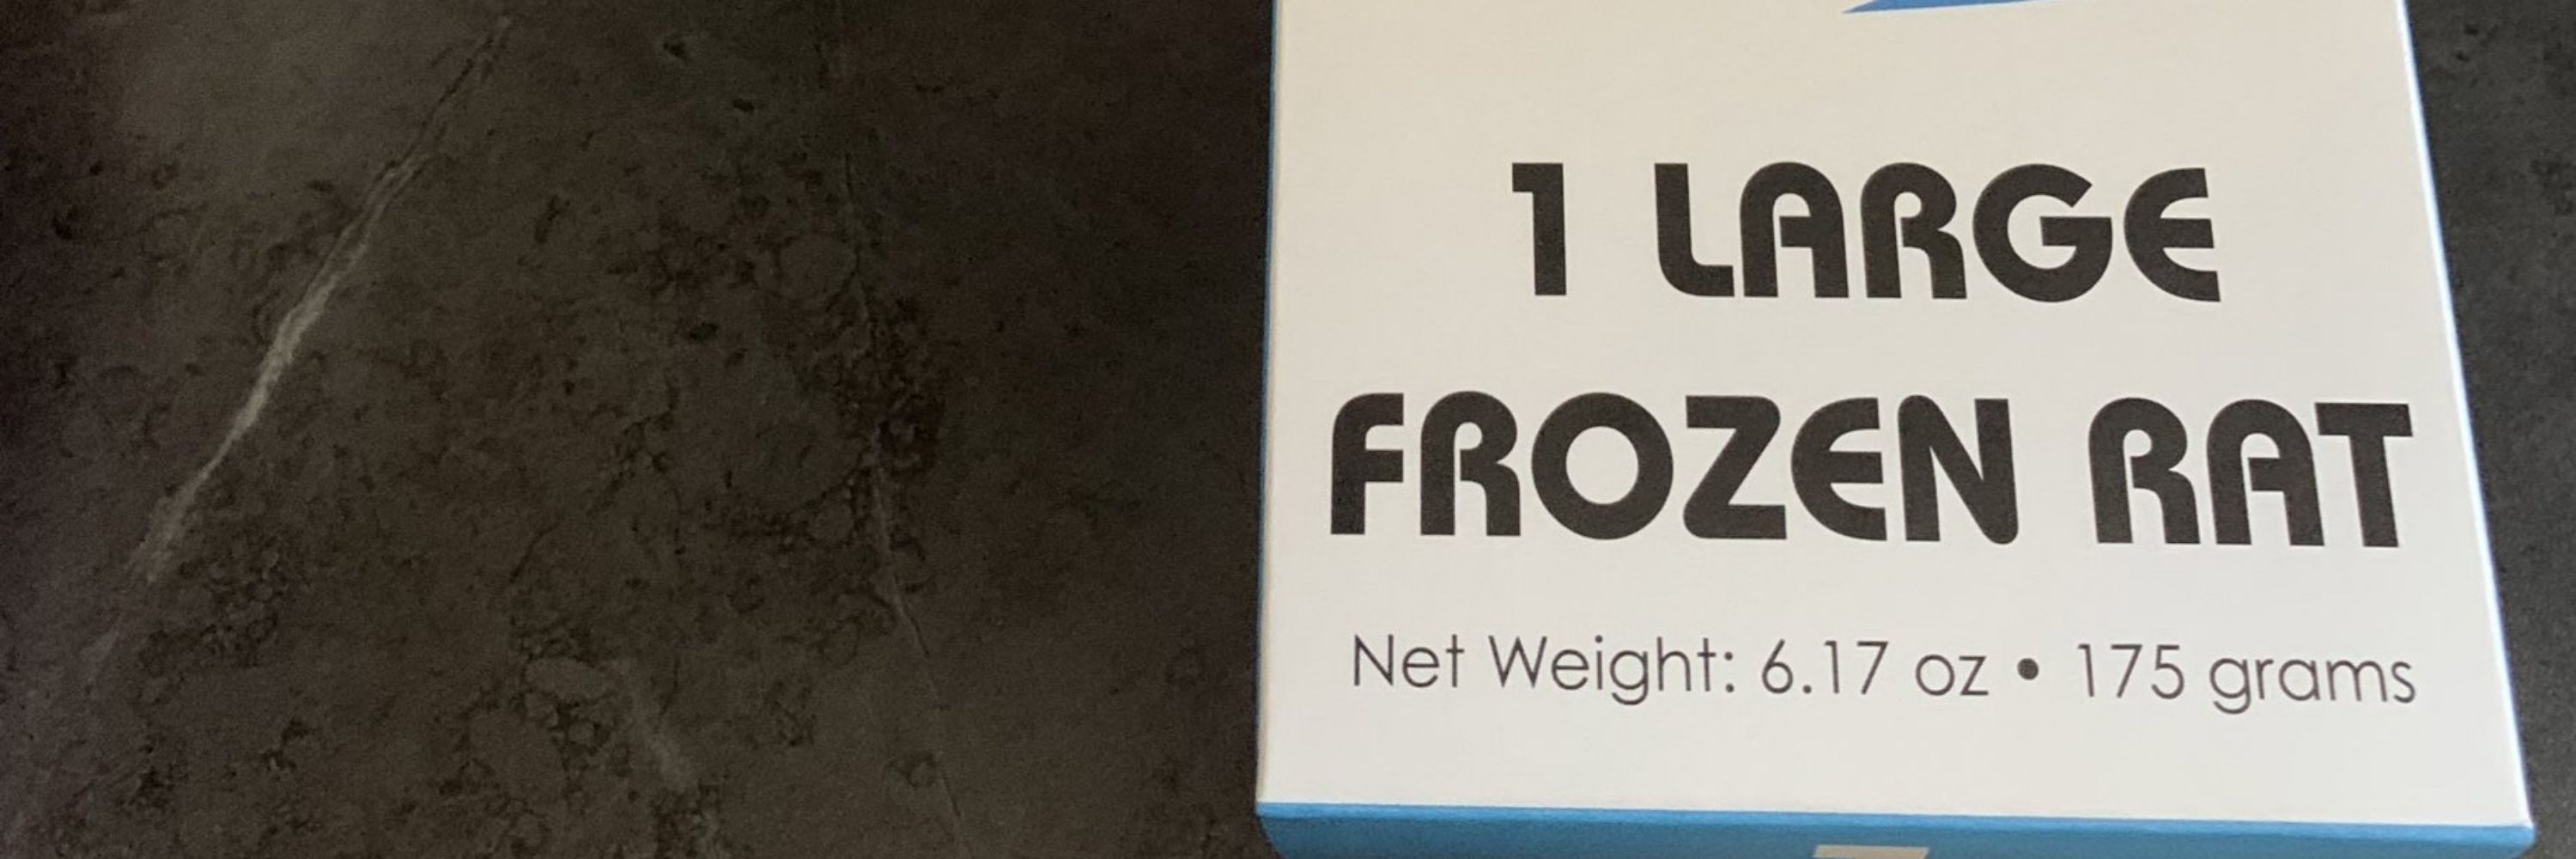 1 LARGE
FROZEN RAT
Net Weight: 6.17 oz • 175 grams